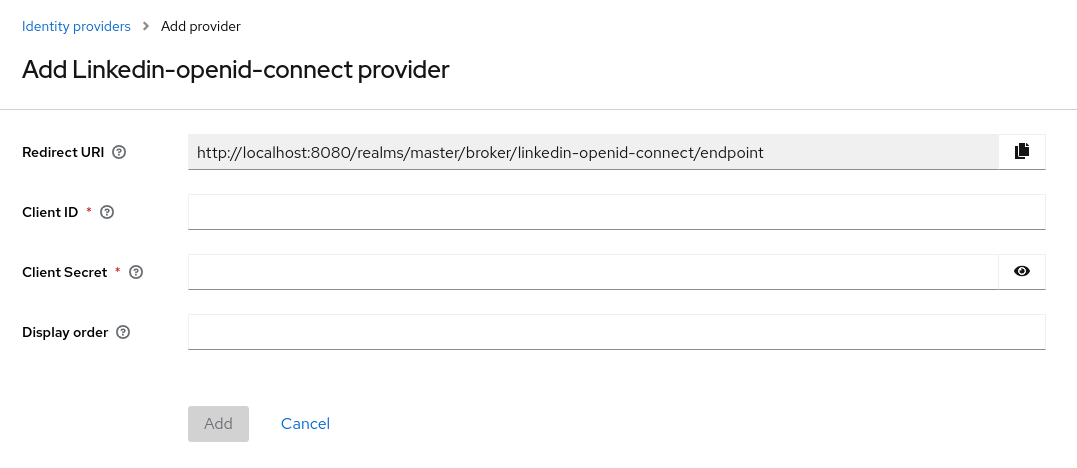 Identity providers > Add provider
Add Linkedin-openid-connect provider
Redirect URI
http://localhost:8080/realms/master/broker/linkedin-openid-connect/endpoint
Client ID *
Client Secret *
Display order
Add Cancel